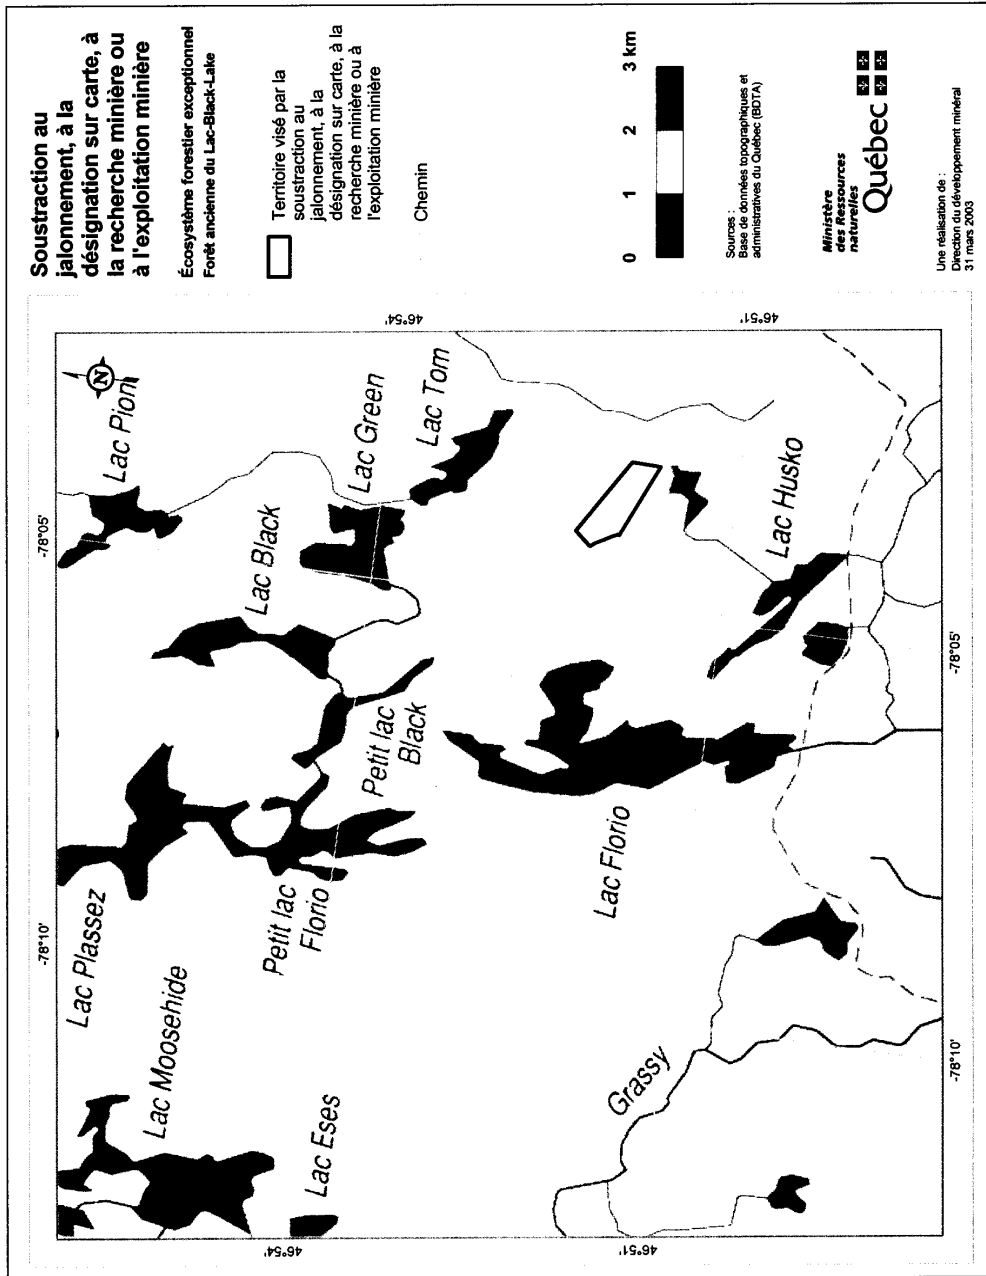 Soustraction au
jalonnement, à la
désignation sur carte, à
la recherche minière ou
à l'exploitation minière
Écosystème forestier exceptionnel
Forêt ancienne du Lac-Black-Lake
Territoire visé par la
soustraction au
jalonnement, à la
désignation sur carte, à la
recherche minière ou à
l'exploitation minière
Chemin
0 1 2 3 km
Sources :
Base de données topographiques et
administratives du Québec (BDTA)
Ministère
des Ressources
naturelles
Québec
Une réalisation de :
Direction du développement minéral
31 mars 2003
-78°10'
-78°05'
46°54'
46°54'
46°51'
46°51'
-78°10'
-78°05'
N
Lac Plassez
Lac Moosehide
Lac Eses
Petit lac
Florio
Petit lac
Black
Lac Black
Lac Pion
Lac Green
Lac Tom
Lac Florio
Lac Husko
Grassy